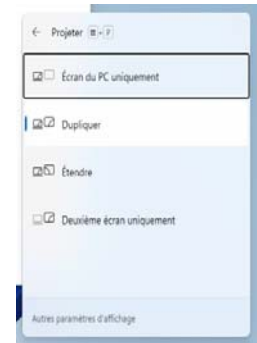 Projeter ⊞ + P
Écran du PC uniquement
Dupliquer
Étendre
Deuxième écran uniquement
Autres paramètres d'affichage